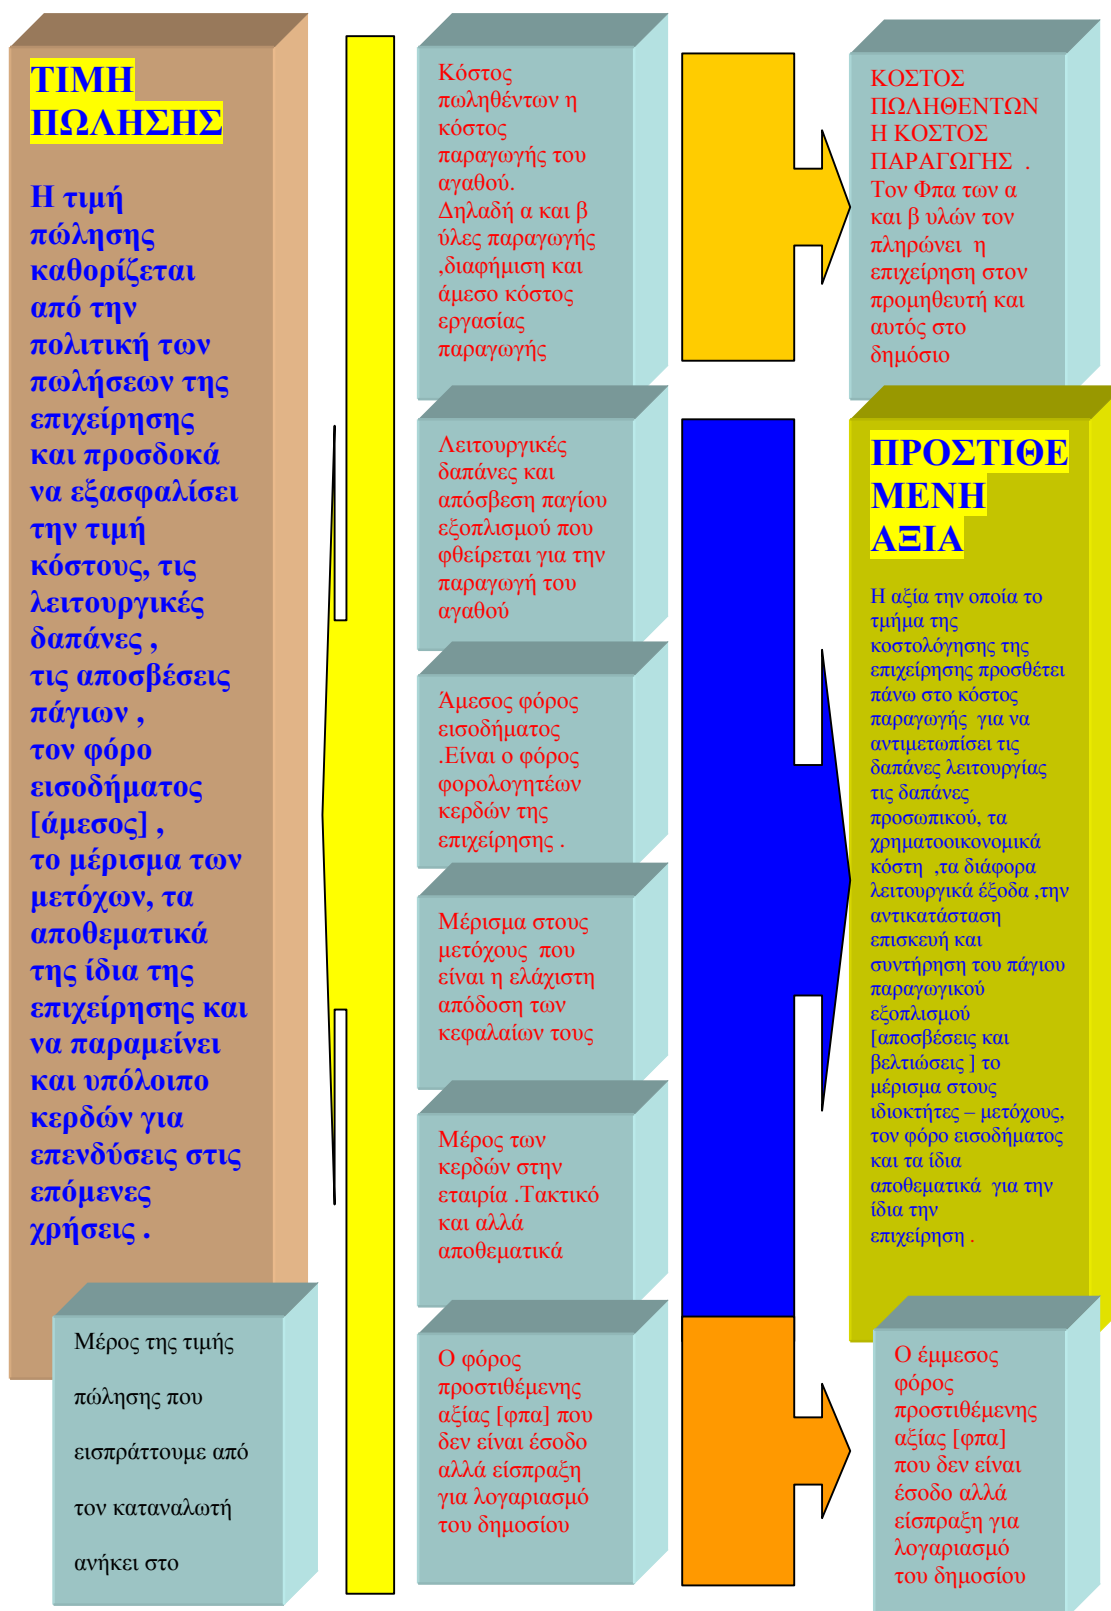 ΤΙΜΗ
ΠΩΛΗΣΗΣ
Η τιμή
πώλησης
καθορίζεται
από την
πολιτική των
πωλήσεων της
επιχείρησης
και προσδοκά
να εξασφαλίσει
την τιμή
κόστους, τις
λειτουργικές
δαπάνες ,
τις αποσβέσεις
πάγιων ,
τον φόρο
εισοδήματος
[άμεσος] ,
το μέρισμα των
μετόχων, τα
αποθεματικά
της ίδια της
επιχείρησης και
να παραμείνει
και υπόλοιπο
κερδών για
επενδύσεις στις
επόμενες
χρήσεις .
Μέρος της τιμής
πώλησης που
εισπράττουμε από
τον καταναλωτή
ανήκει στο
Κόστος
πωληθέντων η
κόστος
παραγωγής του
αγαθού.
Δηλαδή α και β
ύλες παραγωγής
,διαφήμιση και
άμεσο κόστος
εργασίας
παραγωγής
Λειτουργικές
δαπάνες και
απόσβεση παγίου
εξοπλισμού που
φθείρεται για την
παραγωγή του
αγαθού
Άμεσος φόρος
εισοδήματος
.Είναι ο φόρος
φορολογητέων
κερδών της
επιχείρησης .
Μέρισμα στους
μετόχους που
είναι η ελάχιστη
απόδοση των
κεφαλαίων τους
Μέρος των
κερδών στην
εταιρία .Τακτικό
και αλλά
αποθεματικά
Ο φόρος
προστιθέμενης
αξίας [φπα] που
δεν είναι έσοδο
αλλά είσπραξη
για λογαριασμό
του δημοσίου
ΚΟΣΤΟΣ
ΠΩΛΗΘΕΝΤΩΝ
Η ΚΟΣΤΟΣ
ΠΑΡΑΓΩΓΗΣ .
Τον Φπα των α
και β υλών τον
πληρώνει η
επιχείρηση στον
προμηθευτή και
αυτός στο
δημόσιο
ΠΡΟΣΤΙΘΕ
ΜΕΝΗ
ΑΞΙΑ
Η αξία την οποία το
τμήμα της
κοστολόγησης της
επιχείρησης προσθέτει
πάνω στο κόστος
παραγωγής για να
αντιμετωπίσει τις
δαπάνες λειτουργίας
τις δαπάνες
προσωπικού, τα
χρηματοοικονομικά
κόστη ,τα διάφορα
λειτουργικά έξοδα ,την
αντικατάσταση
επισκευή και
συντήρηση του πάγιου
παραγωγικού
εξοπλισμού
[αποσβέσεις και
βελτιώσεις ] το
μέρισμα στους
ιδιοκτήτες – μετόχους,
τον φόρο εισοδήματος
και τα ίδια
αποθεματικά για την
ίδια την
επιχείρηση .
Ο έμμεσος
φόρος
προστιθέμενης
αξίας [φπα]
που δεν είναι
έσοδο αλλά
είσπραξη για
λογαριασμό
του δημοσίου